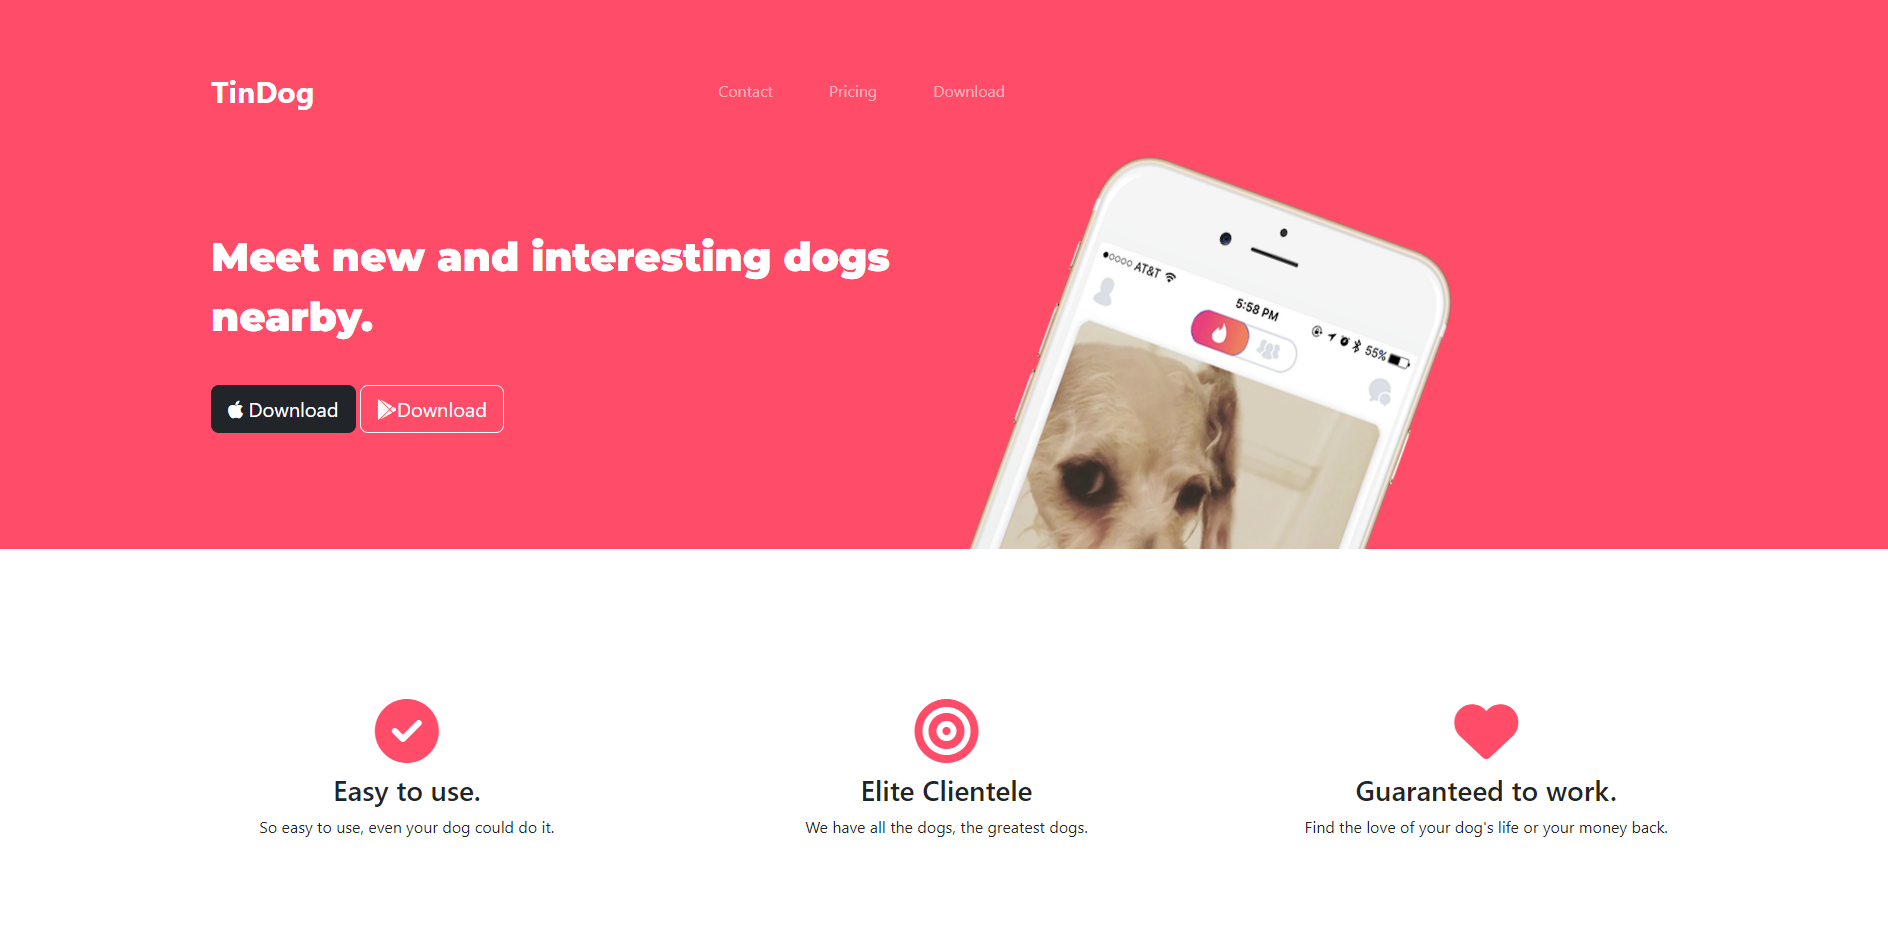 TinDog
Contact Pricing Download
Meet new and interesting dogs
nearby.
Download Download
AT&T
5:58 PM
55%
Easy to use.
So easy to use, even your dog could do it.
Elite Clientele
We have all the dogs, the greatest dogs.
Guaranteed to work.
Find the love of your dog's life or your money back.